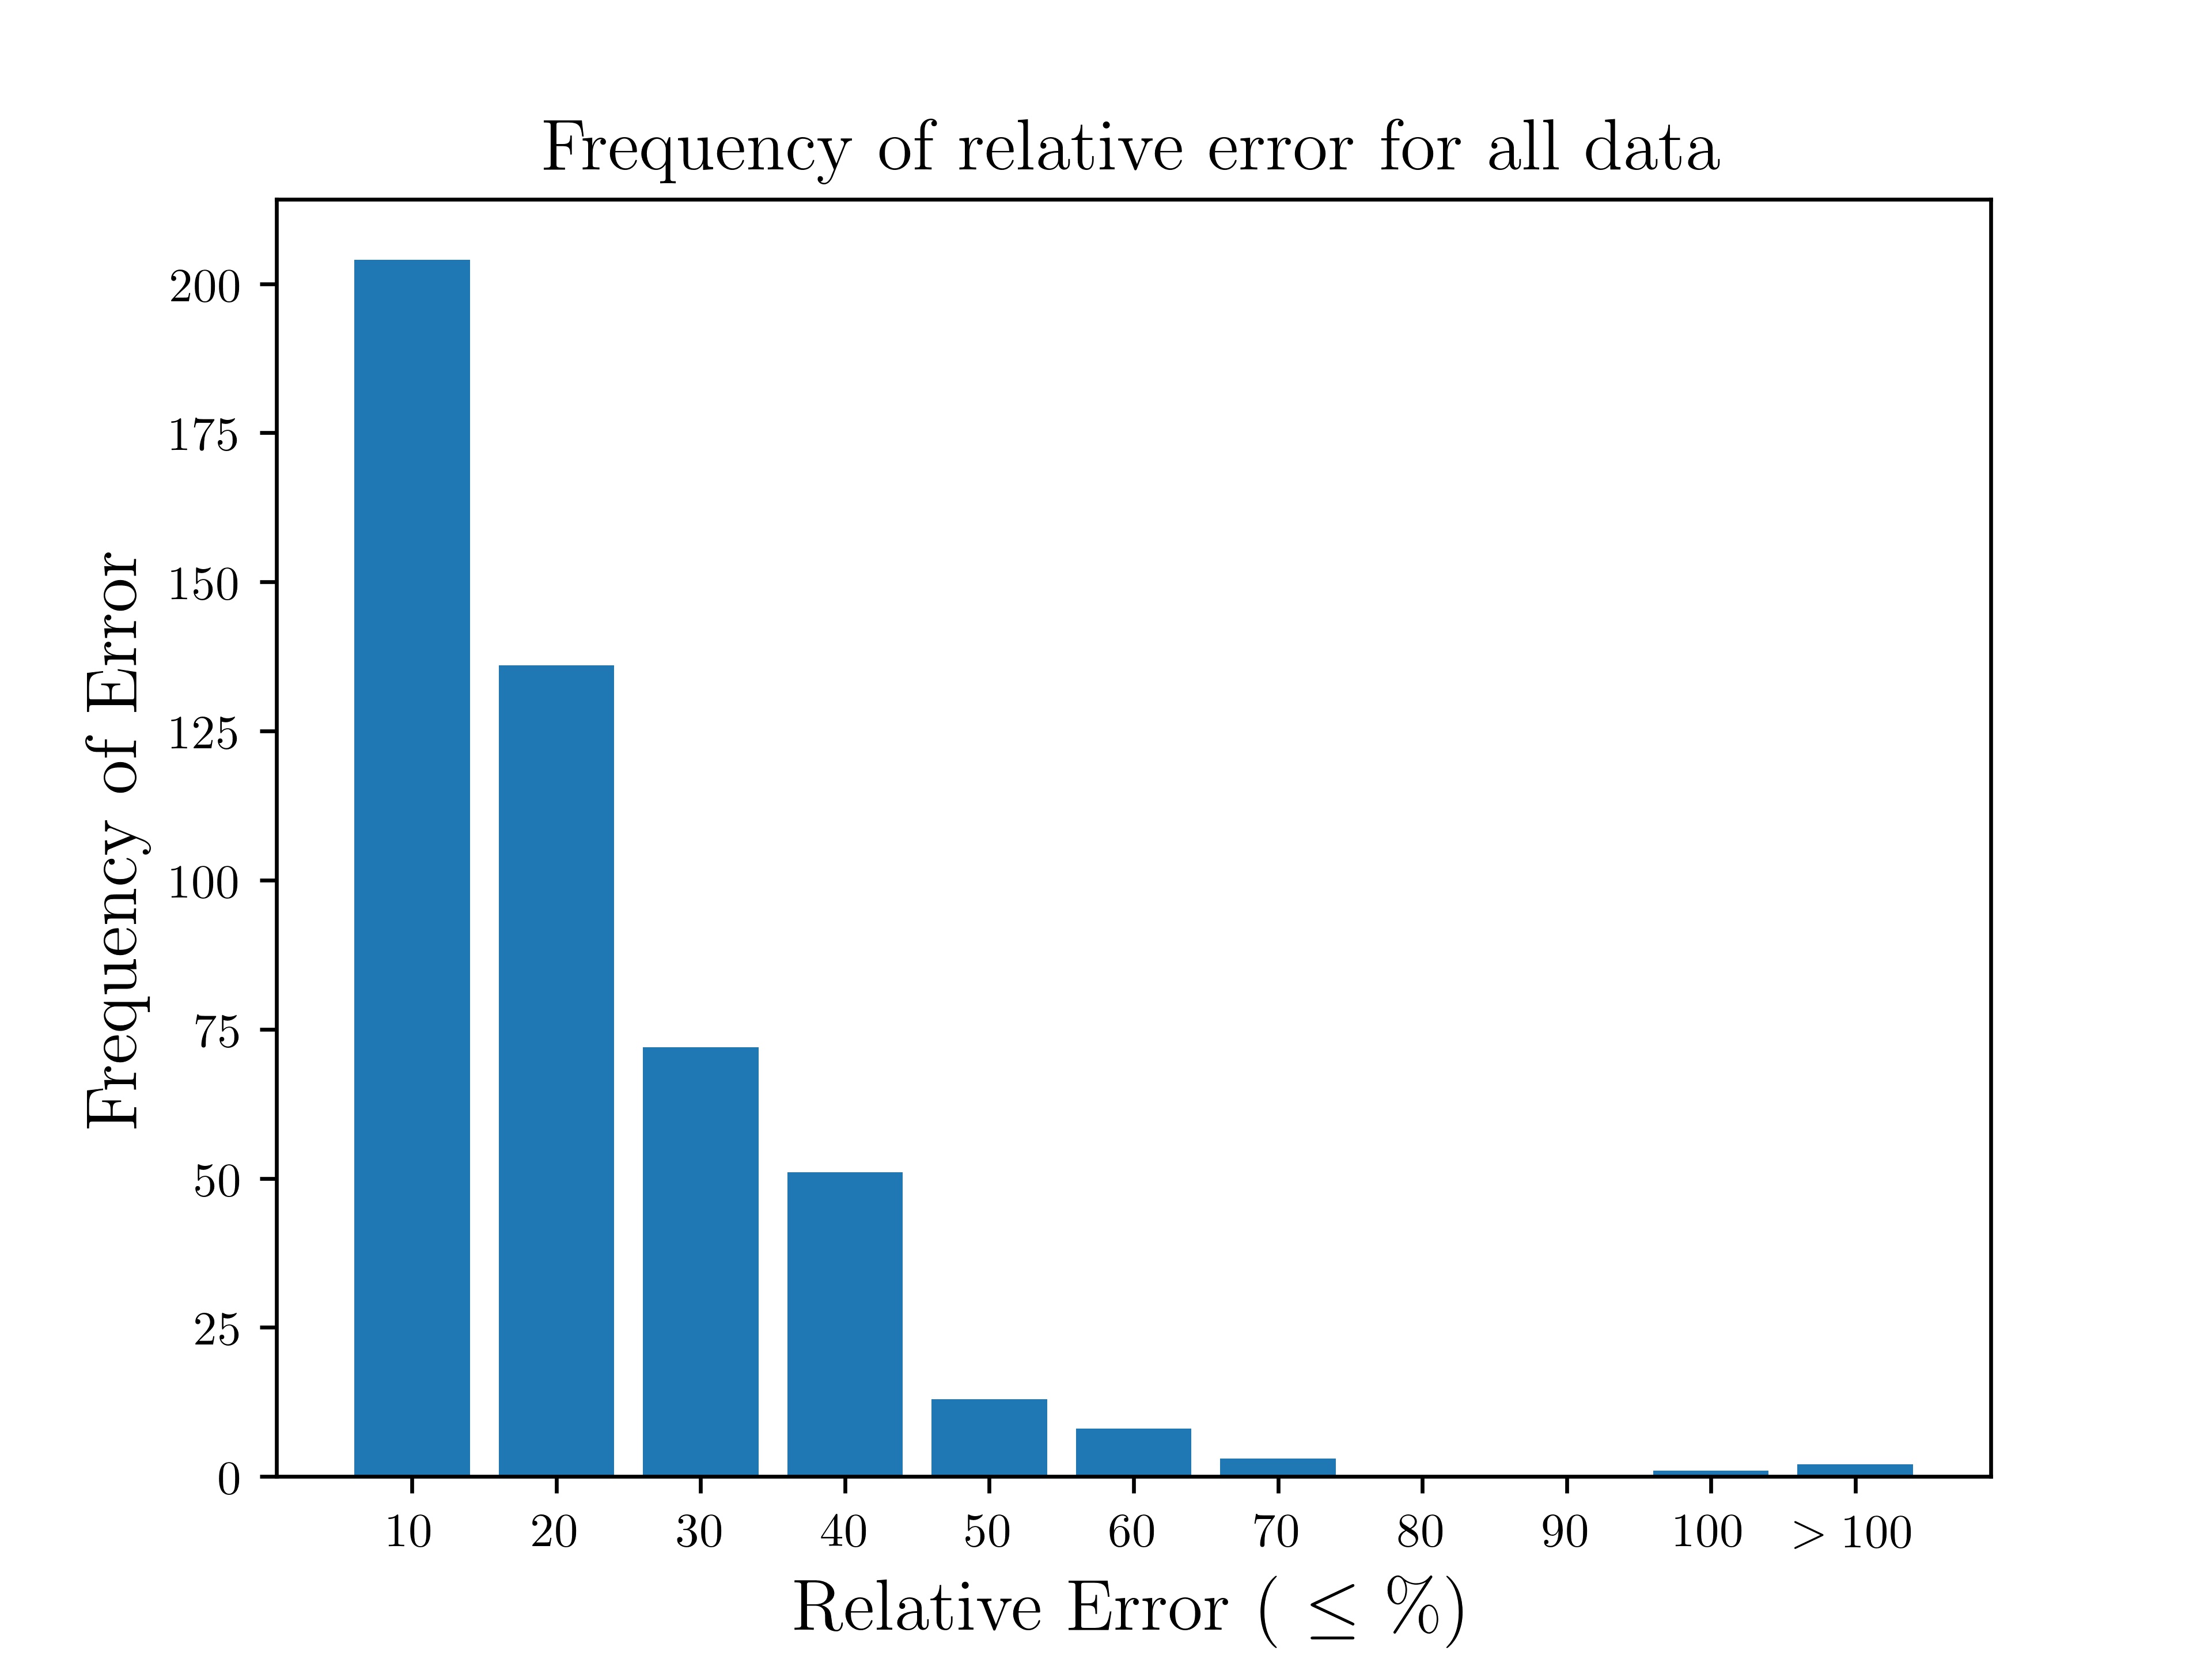 Frequency of relative error for all data
Frequency of Error
200
175
150
125
100
75
50
25
0
10 20 30 40 50 60 70 80 90 100 > 100
Relative Error ( ≤ %)